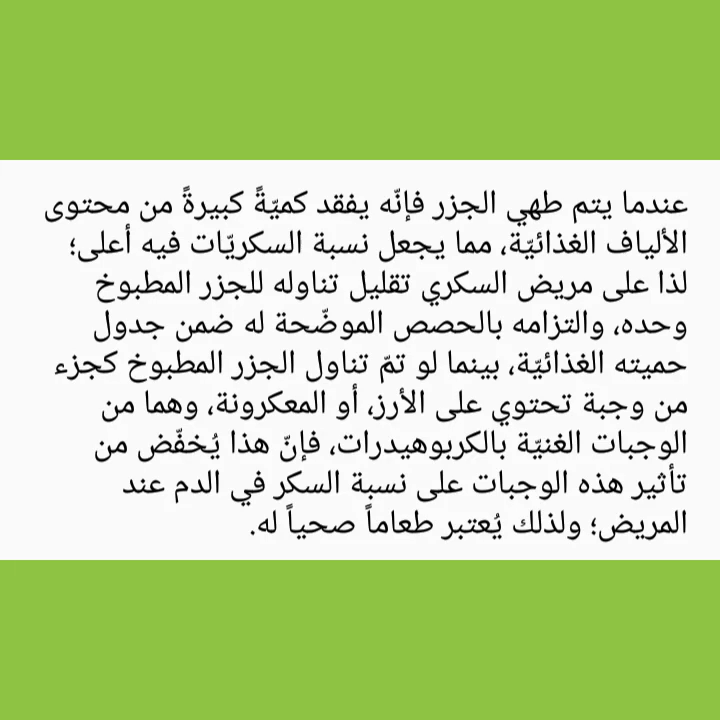 عندما يتم طهي الجزر فإنّه يفقد كميّةً كبيرةً من محتوى
الألياف الغذائيّة، مما يجعل نسبة السكريّات فيه أعلى؛
لذا على مريض السكري تقليل تناوله للجزر المطبوخ
وحده، والتزامه بالحصص الموضّحة له ضمن جدول
حميته الغذائيّة، بينما لو تمّ تناول الجزر المطبوخ كجزء
من وجبة تحتوي على الأرز، أو المعكرونة، وهما من
الوجبات الغنيّة بالكربوهيدرات، فإنّ هذا يُخفّض من
تأثير هذه الوجبات على نسبة السكر في الدم عند
المريض؛ ولذلك يُعتبر طعاماً صحياً له.